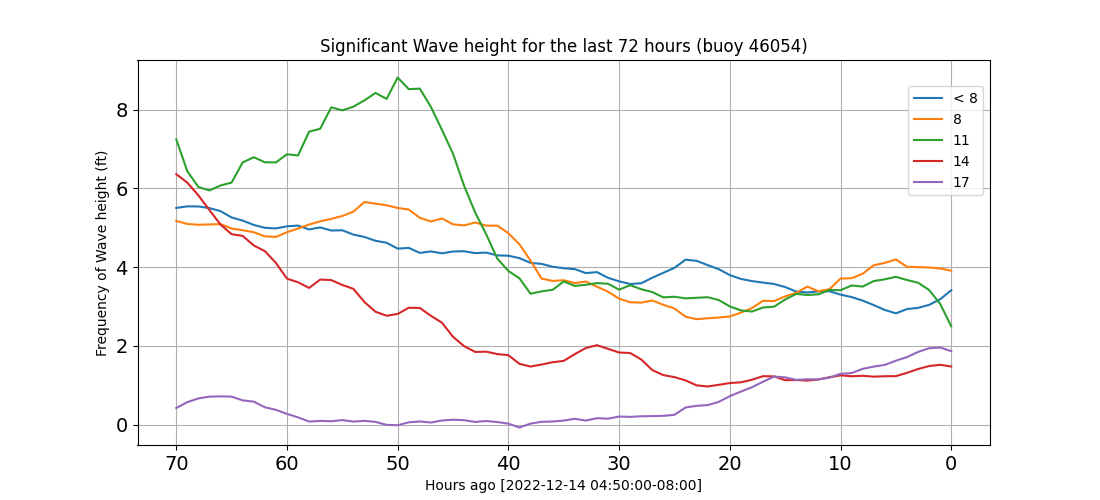 Significant Wave height for the last 72 hours (buoy 46054)
Frequency of Wave height (ft)
8
6
4
2
0
< 8
8
11
14
17
70 60 50 40 30 20 10 0
Hours ago [2022-12-14 04:50:00-08:00]